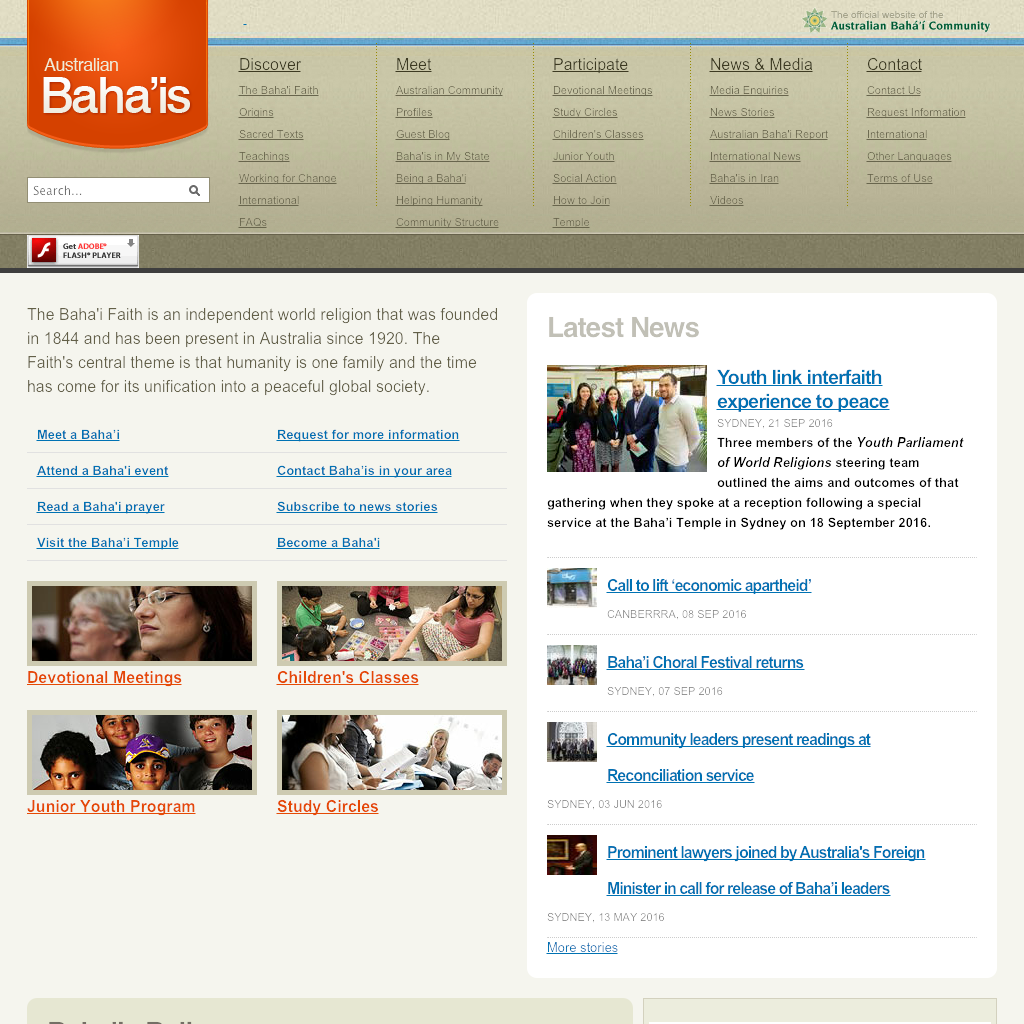 The official website of the
Australian Bahá'í Community
Australian
Baha'is
Search...
Discover
The Baha'i Faith
Origins
Sacred Texts
Teachings
Working for Change
International
FAQs
Meet
Australian Community
Profiles
Guest Blog
Baha'is in My State
Being a Baha'i
Helping Humanity
Community Structure
Participate
Devotional Meetings
Study Circles
Children's Classes
Junior Youth
Social Action
How to Join
Temple
News & Media
Media Enquiries
News Stories
Australian Baha'i Report
International News
Baha'is in Iran
Videos
Contact
Contact Us
Request Information
International
Other Languages
Terms of Use
Get ADOBE®
FLASH® PLAYER
The Baha'i Faith is an independent world religion that was founded
in 1844 and has been present in Australia since 1920. The
Faith's central theme is that humanity is one family and the time
has come for its unification into a peaceful global society.
Meet a Baha'i
Request for more information
Attend a Baha'i event
Contact Baha'is in your area
Read a Baha'i prayer
Subscribe to news stories
Visit the Baha'i Temple
Become a Baha'i
Devotional Meetings
Children's Classes
Junior Youth Program
Study Circles
Latest News
Youth link interfaith
experience to peace
SYDNEY, 21 SEP 2016
Three members of the Youth Parliament
of World Religions steering team
outlined the aims and outcomes of that
gathering when they spoke at a reception following a special
service at the Baha'i Temple in Sydney on 18 September 2016.
Call to lift ‘economic apartheid’
CANBERRRA, 08 SEP 2016
Baha'i Choral Festival returns
SYDNEY, 07 SEP 2016
Community leaders present readings at
Reconciliation service
SYDNEY, 03 JUN 2016
Prominent lawyers joined by Australia's Foreign
Minister in call for release of Baha'i leaders
SYDNEY, 13 MAY 2016
More stories